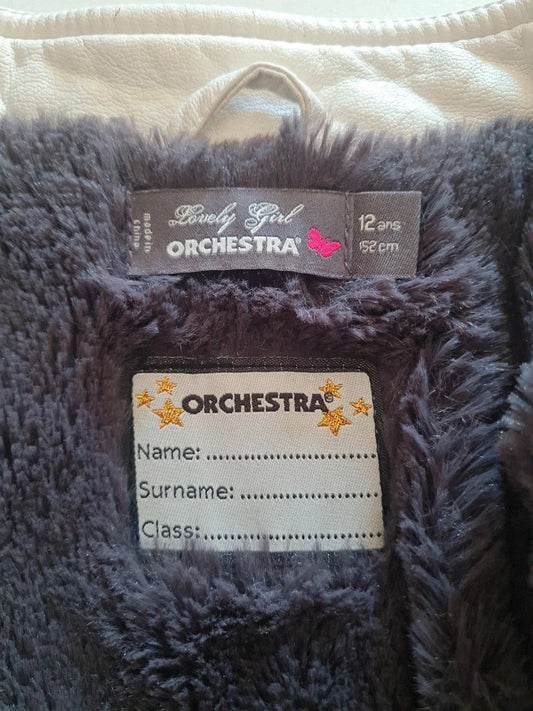 Lovely Girl
ORCHESTRA®
made in
china
12 ans
152 cm
ORCHESTRA®
Name:..........................
Surname:.....................
Class:...........................